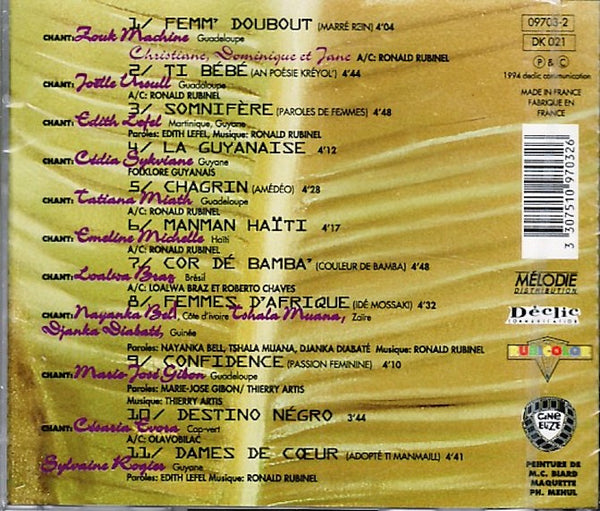 1/ FEMM' DOUBOUT (MARRÉ R2IN) 4'04
CHANT: Zouk Machine Guadeloupe
Christiane, Dominique et Jane A/C: RONALD RUBINEL
2/ TI BÉBÉ (AN POÉSIE KRÉYOL') 4'44
CHANT: Joëlle Ursull Guadeloupe
A/C: RONALD RUBINEL
3/ SOMNIFÈRE (PAROLES DE FEMMES) 4'48
CHANT: Edith Lefel Martinique, Guyane
Paroles: EDITH LEFEL, Musique: RONALD RUBINEL
4/ LA GUYANAISE 4'12
CHANT: Célia Sylviane Guyane
FOLKLORE GUYANAIS
5/ CHAGRIN (AMÉDÉO) 4'28
CHANT: Tatiana Miath Guadeloupe
A/C: RONALD RUBINEL
6/ MANMAN HAÏTI 4'17
CHANT: Emeline Michelle Haïti
A/C: RONALD RUBINEL
7/ COR DÉ BAMBA' (COULEUR DE BAMBA) 4'48
CHANT: Loalwa Braz Brésil
A/C: LOALWA BRAZ ET ROBERTO CHAVES
8/ FEMMES D'AFRIQUE (IDÉ MOSSAKI) 4'32
CHANT: Nayanka Bell, Côte d'ivoire Tshala Muana, Zaïre
Djanka Diabaté, Guinée
Paroles: NAYANKA BELL, TSHALA MUANA, DJANKA DIABATÉ Musique: RONALD RUBINEL
9/ CONFIDENCE (PASSION FEMININE) 4'10
CHANT: Marie-José Gibon Guadeloupe
Paroles: MARIE-JOSE GIBON/ THIERRY ARTIS
Musique: THIERRY ARTIS
10/ DESTINO NÉGRO 3'44
CHANT: Césaria Evora Cap-vert
A/C: OLAVOBILAC
11/ DAMES DE CŒUR (ADOPTÉ TI MANMAILL) 4'41
Sylvaine Rogier Guyane
Paroles: EDITH LEFEL Musique: RONALD RUBINEL
09703-2
DK 021
P & C
1994 declic communication
MADE IN FRANCE
FABRIQUE EN
FRANCE
3 307510 970326
MÉLODIE
DISTRIBUTION
Déclic
COMMUNICATION
CINÉ
EUZE
PEINTURE DE
M.C. BIARD
MAQUETTE
PH. MEHUL